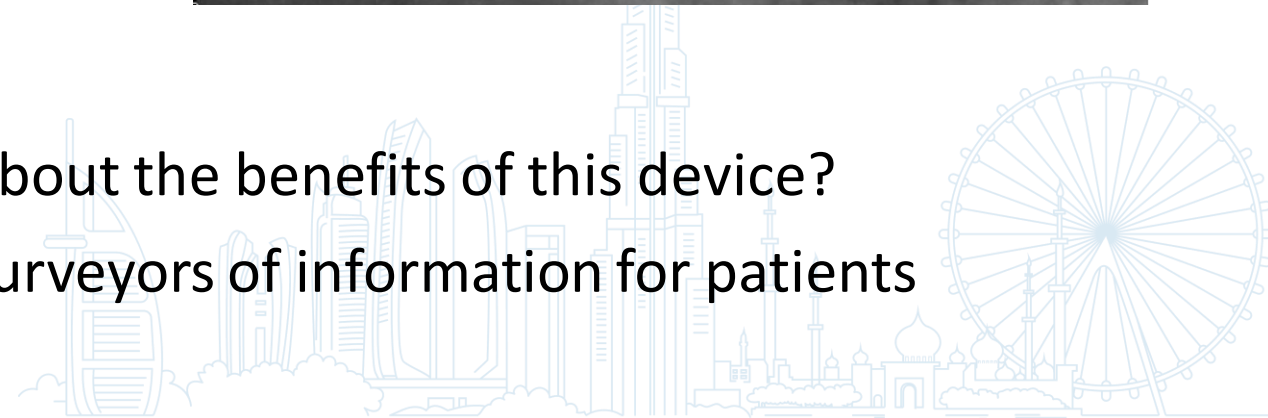 bout the benefits of this device?
urveyors of information for patients